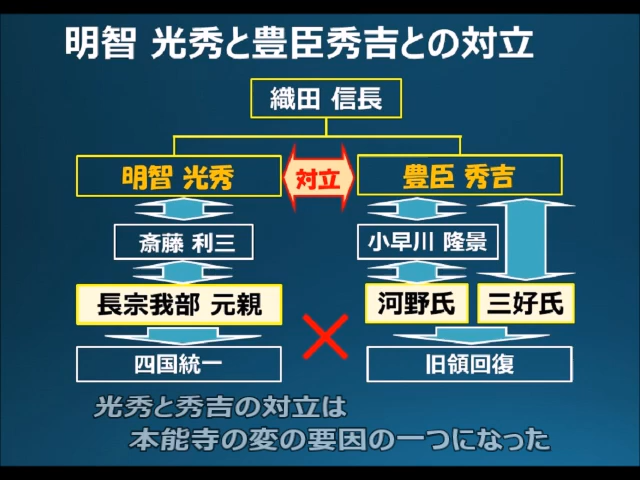 明智 光秀と豊臣秀吉との対立
織田 信長
明智 光秀
対立
豊臣 秀吉
斎藤 利三
小早川 隆景
長宗我部 元親
河野氏
三好氏
四国統一
旧領回復
光秀と秀吉の対立は
本能寺の変の要因の一つになった